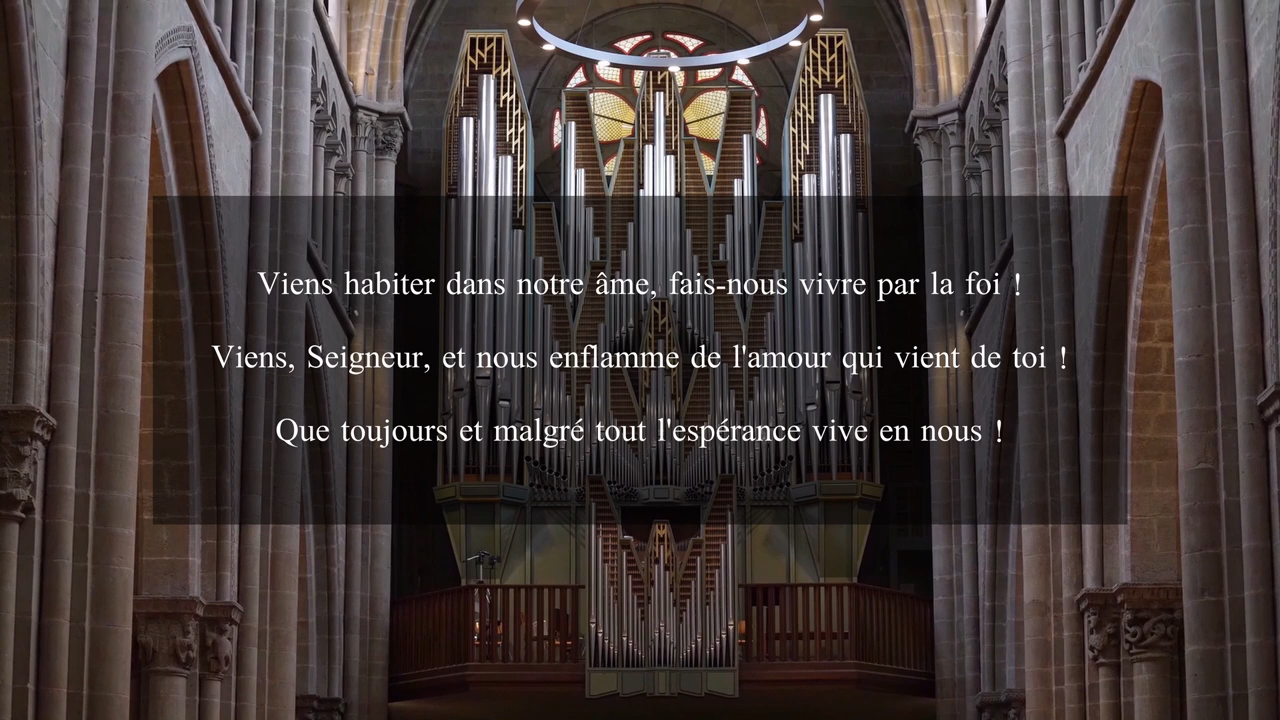 Viens habiter dans notre âme, fais-nous vivre par la foi !
Viens, Seigneur, et nous enflamme de l'amour qui vient de toi !
Que toujours et malgré tout l'espérance vive en nous !